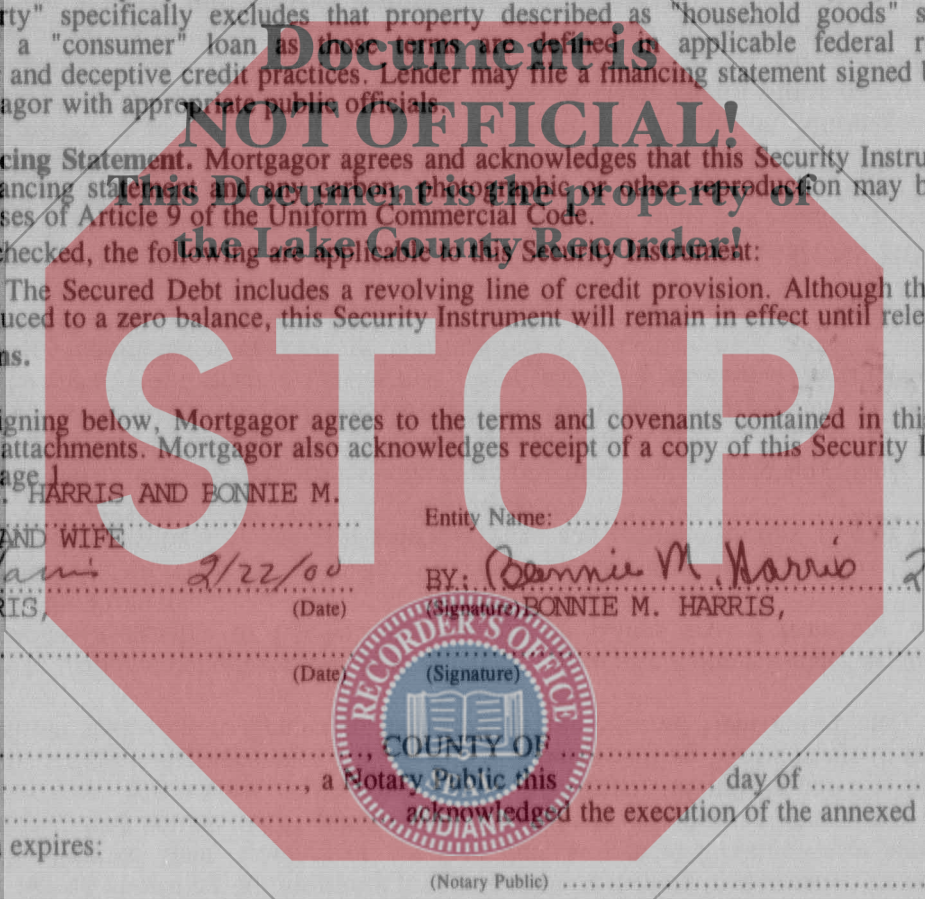 rty" specifically excludes that property described as "household goods" s
a "consumer" loan as those terms are defined in applicable federal r
and deceptive credit practices. Lender may file a financing statement signed
agor with appropriate public officials.
Document is
NOT OFFICIAL!
This Document is the property of
the Lake County Recorder!
cing Statement. Mortgagor agrees and acknowledges that this Security Instru
ancing statement and any carbon, photographic or other reproduction may b
ses of Article 9 of the Uniform Commercial Code.
checked, the following are applicable to this Security Instrument:
The Secured Debt includes a revolving line of credit provision. Although th
uced to a zero balance, this Security Instrument will remain in effect until rele
ns.
STOP
igning below, Mortgagor agrees to the terms and covenants contained in thi
attachments. Mortgagor also acknowledges receipt of a copy of this Security I
age 1
. HARRIS AND BONNIE M.
Entity Name:
AND WIFE
arris 2/22/00
BY: Bonnie M. Harris 2
RIS, (Date) (Signature) BONNIE M. HARRIS,
(Date) (Signature)
RECORDER'S OFFICE
SEAL
INDIANA
, COUNTY OF
, a Notary Public this day of
acknowledged the execution of the annexed
expires:
(Notary Public)